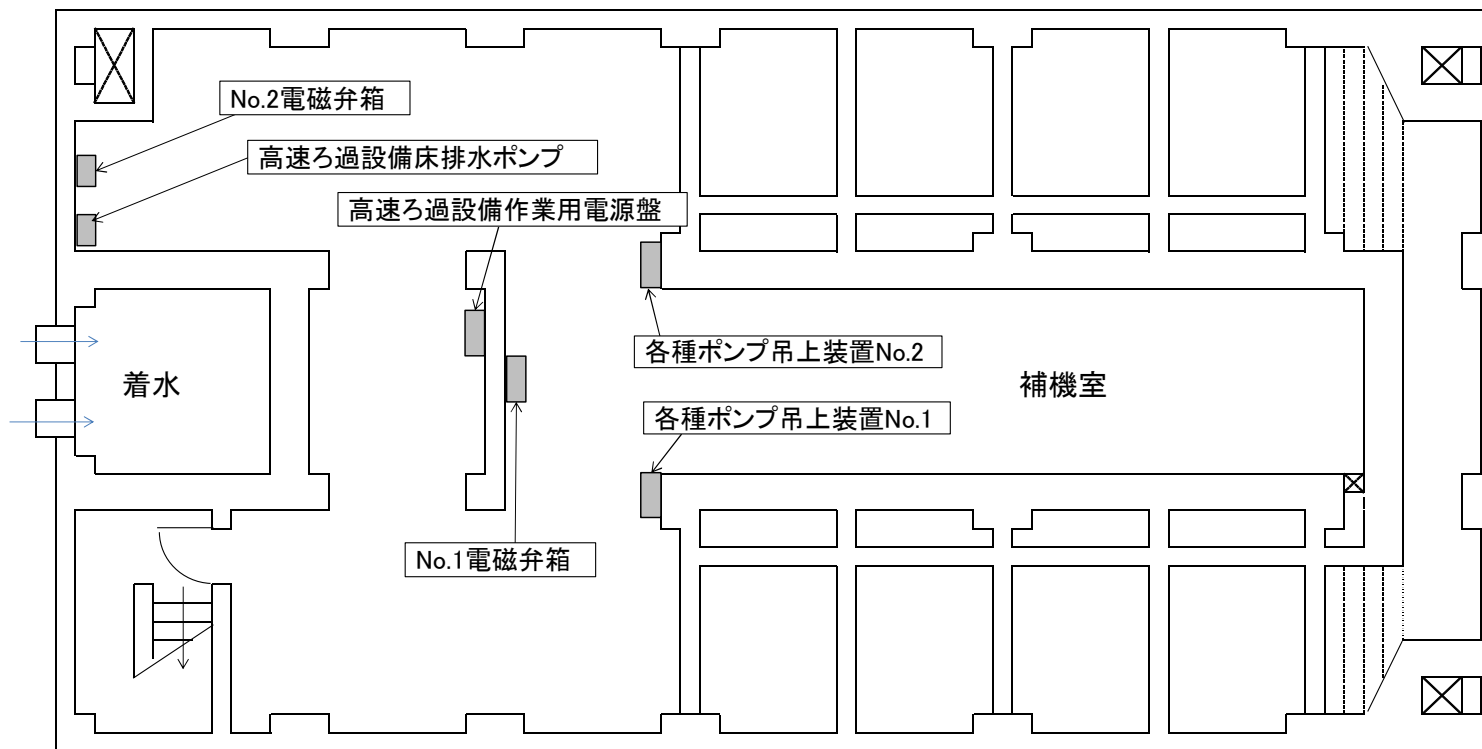 No.2電磁弁箱
高速ろ過設備床排水ポンプ
高速ろ過設備作業用電源盤
各種ポンプ吊上装置No.2
着水
補機室
各種ポンプ吊上装置No.1
No.1電磁弁箱